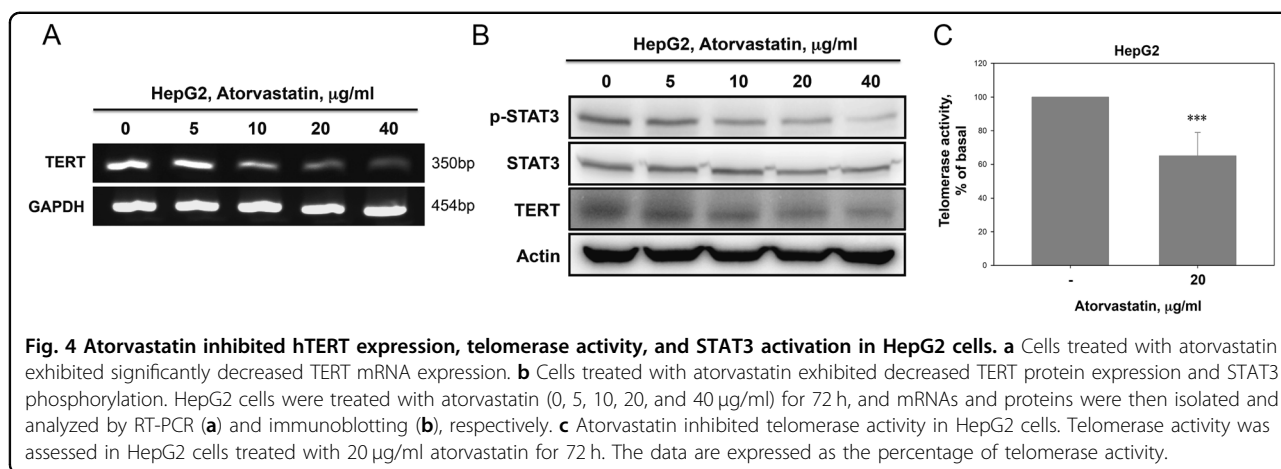 A
HepG2, Atorvastatin, µg/ml
0 5 10 20 40
TERT 350bp
GAPDH 454bp
B
HepG2, Atorvastatin, µg/ml
0 5 10 20 40
p-STAT3
STAT3
TERT
Actin
C
HepG2
Telomerase activity,
% of basal
120
100
80
60
40
20
0
***
- 20
Atorvastatin, µg/ml
Fig. 4 Atorvastatin inhibited hTERT expression, telomerase activity, and STAT3 activation in HepG2 cells. a Cells treated with atorvastatin
exhibited significantly decreased TERT mRNA expression. b Cells treated with atorvastatin exhibited decreased TERT protein expression and STAT3
phosphorylation. HepG2 cells were treated with atorvastatin (0, 5, 10, 20, and 40 µg/ml) for 72 h, and mRNAs and proteins were then isolated and
analyzed by RT-PCR (a) and immunoblotting (b), respectively. c Atorvastatin inhibited telomerase activity in HepG2 cells. Telomerase activity was
assessed in HepG2 cells treated with 20 µg/ml atorvastatin for 72 h. The data are expressed as the percentage of telomerase activity.